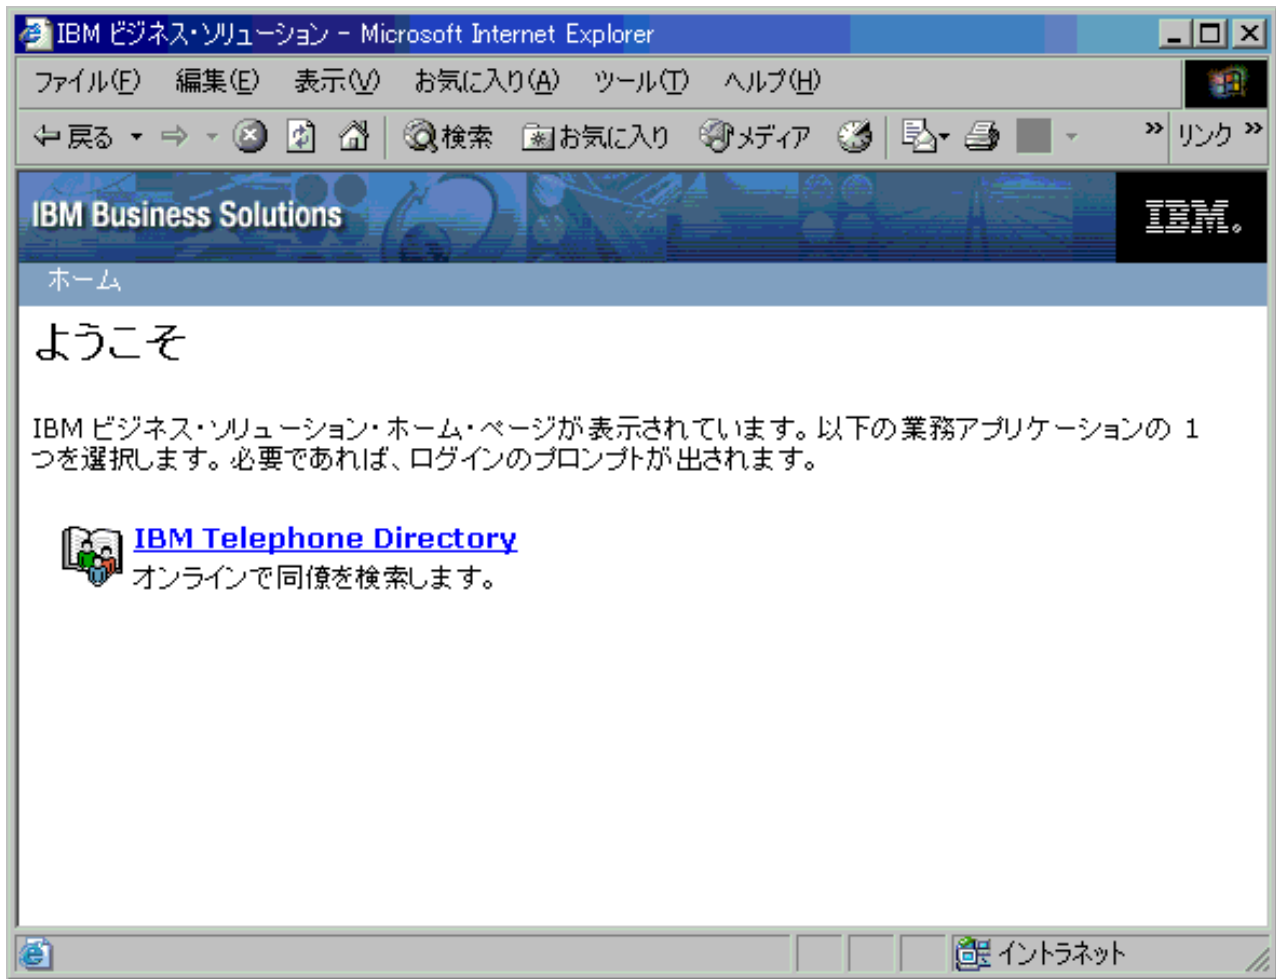 IBM ビジネス・ソリューション - Microsoft Internet Explorer
ファイル(F) 編集(E) 表示(V) お気に入り(A) ツール(T) ヘルプ(H)
戻る 検索 お気に入り メディア » リンク »
IBM Business Solutions IBM®
ホーム
ようこそ
IBM ビジネス・ソリューション・ホーム・ページが表示されています。以下の業務アプリケーションの 1
つを選択します。必要であれば、ログインのプロンプトが出されます。
IBM Telephone Directory
オンラインで同僚を検索します。
イントラネット